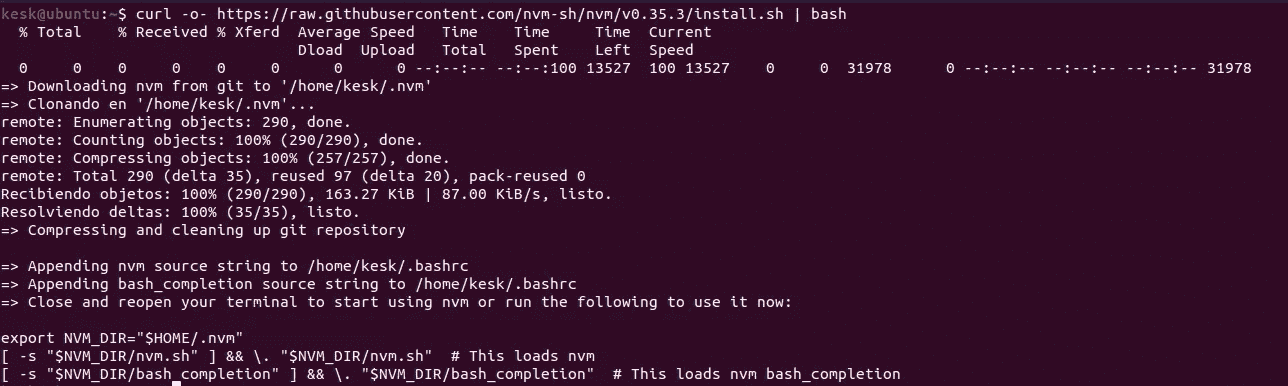 kesk@ubuntu:~$ curl -o- https://raw.githubusercontent.com/nvm-sh/nvm/v0.35.3/install.sh | bash
  % Total    % Received % Xferd  Average Speed   Time    Time     Time  Current
                                 Dload  Upload   Total   Spent    Left  Speed
  0     0    0     0    0     0      0      0 --:--:-- --:--:100 13527  100 13527    0     0  31978      0 --:--:-- --:--:-- --:--:-- 31978
=> Downloading nvm from git to '/home/kesk/.nvm'
=> Clonando en '/home/kesk/.nvm'...
remote: Enumerating objects: 290, done.
remote: Counting objects: 100% (290/290), done.
remote: Compressing objects: 100% (257/257), done.
remote: Total 290 (delta 35), reused 97 (delta 20), pack-reused 0
Recibiendo objetos: 100% (290/290), 163.27 KiB | 87.00 KiB/s, listo.
Resolviendo deltas: 100% (35/35), listo.
=> Compressing and cleaning up git repository

=> Appending nvm source string to /home/kesk/.bashrc
=> Appending bash_completion source string to /home/kesk/.bashrc
=> Close and reopen your terminal to start using nvm or run the following to use it now:

export NVM_DIR="$HOME/.nvm"
[ -s "$NVM_DIR/nvm.sh" ] && \. "$NVM_DIR/nvm.sh"  # This loads nvm
[ -s "$NVM_DIR/bash_completion" ] && \. "$NVM_DIR/bash_completion"  # This loads nvm bash_completion